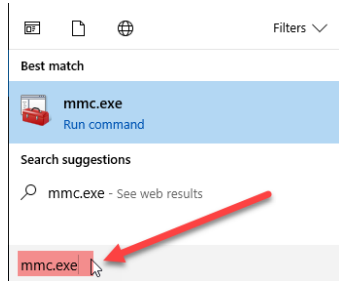 Filters
Best match
mmc.exe
Run command
Search suggestions
mmc.exe - See web results
mmc.exe